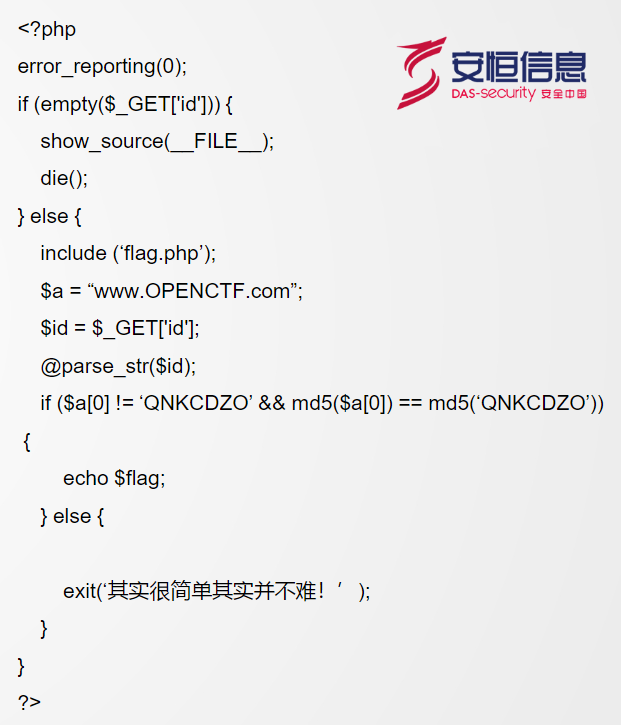 <?php
安恒信息
error_reporting(0);
DAS-security 安全中国
if (empty($_GET['id'])) {
show_source(__FILE__);
die();
} else {
include (‘flag.php’);
$a = “www.OPENCTF.com”;
$id = $_GET['id'];
@parse_str($id);
if ($a[0] != ‘QNKCDZO’ && md5($a[0]) == md5(‘QNKCDZO’))
{
echo $flag;
} else {
exit(‘其实很简单其实并不难！′ );
}
}
?>